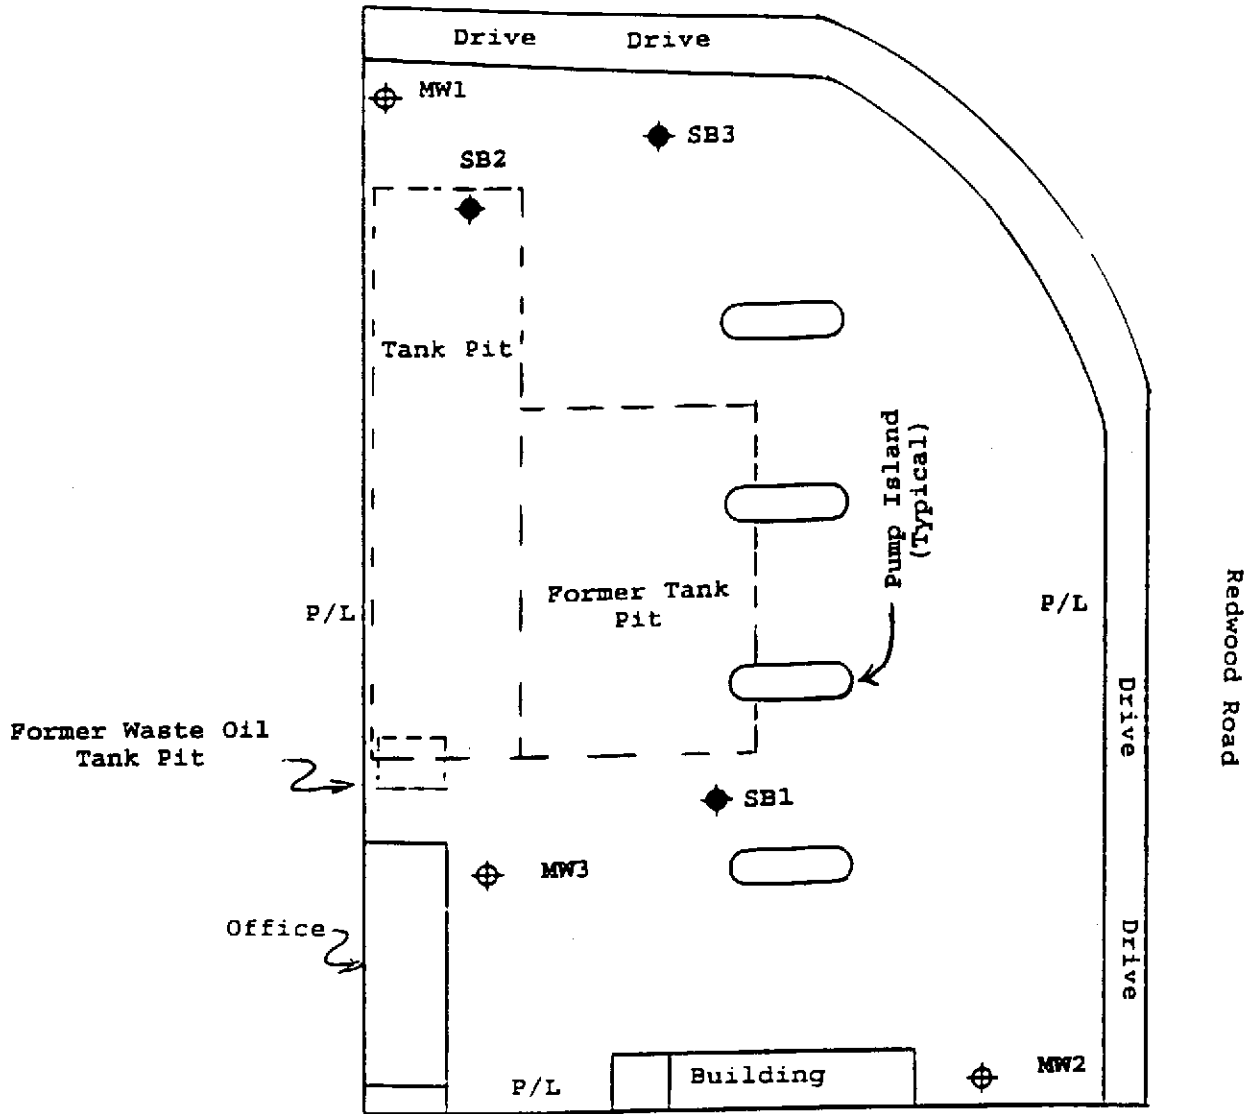 Drive Drive
MW1
SB3
SB2
Tank Pit
Pump Island
(Typical)
Former Tank
Pit
P/L
P/L
Redwood Road
Drive
Former Waste Oil
Tank Pit
SB1
MW3
Office
Drive
MW2
Building
P/L